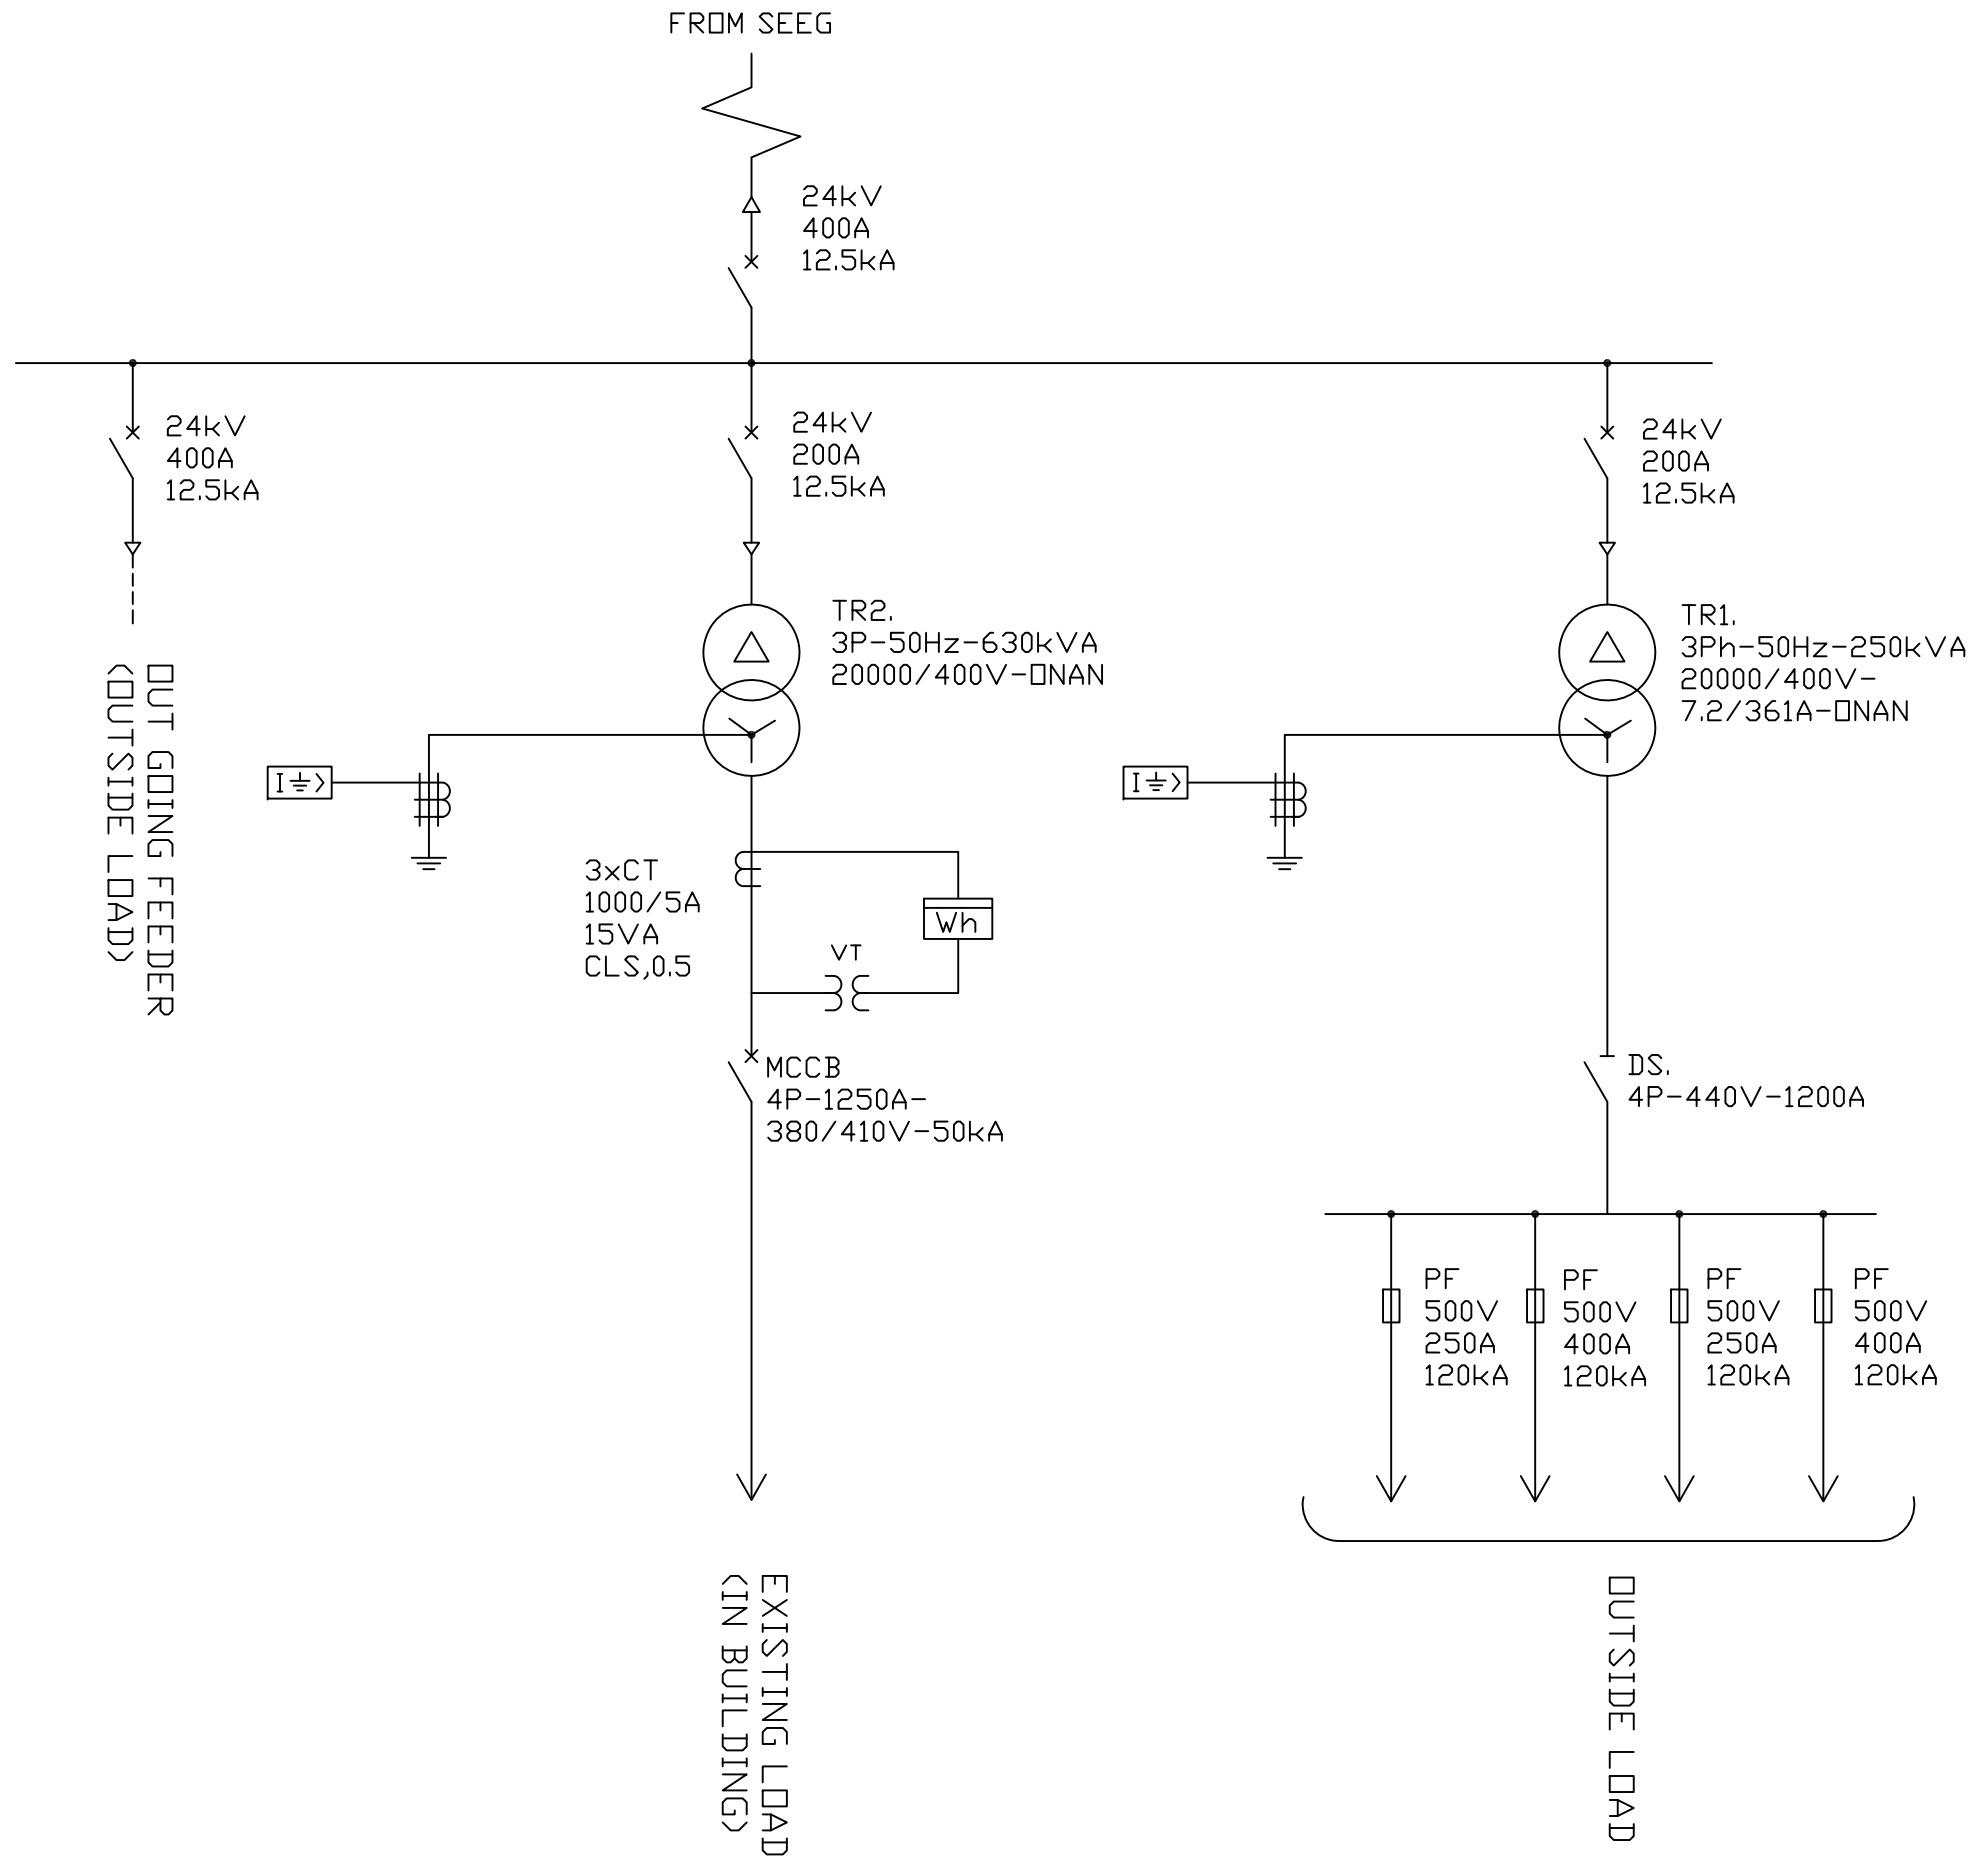 FROM SEEG
24kV
400A
12.5kA
24kV
400A
12.5kA
24kV
200A
12.5kA
24kV
200A
12.5kA
TR2.
3P-50Hz-630kVA
20000/400V-ONAN
TR1.
3Ph-50Hz-250kVA
20000/400V-
7.2/361A-ONAN
OUT GOING FEEDER
(OUTSIDE LOAD)
I>
I>
3xCT
1000/5A
15VA
CLS,0.5
Wh
VT
MCCB
4P-1250A-
380/410V-50kA
DS.
4P-440V-1200A
PF
500V
250A
120kA
PF
500V
400A
120kA
PF
500V
250A
120kA
PF
500V
400A
120kA
EXISTING LOAD
(IN BUILDING)
OUTSIDE LOAD